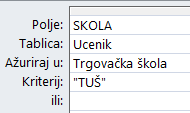 Polje: SKOLA
Tablica: Ucenik
Ažuriraj u: Trgovačka škola
Kriterij: "TUŠ"
ili: